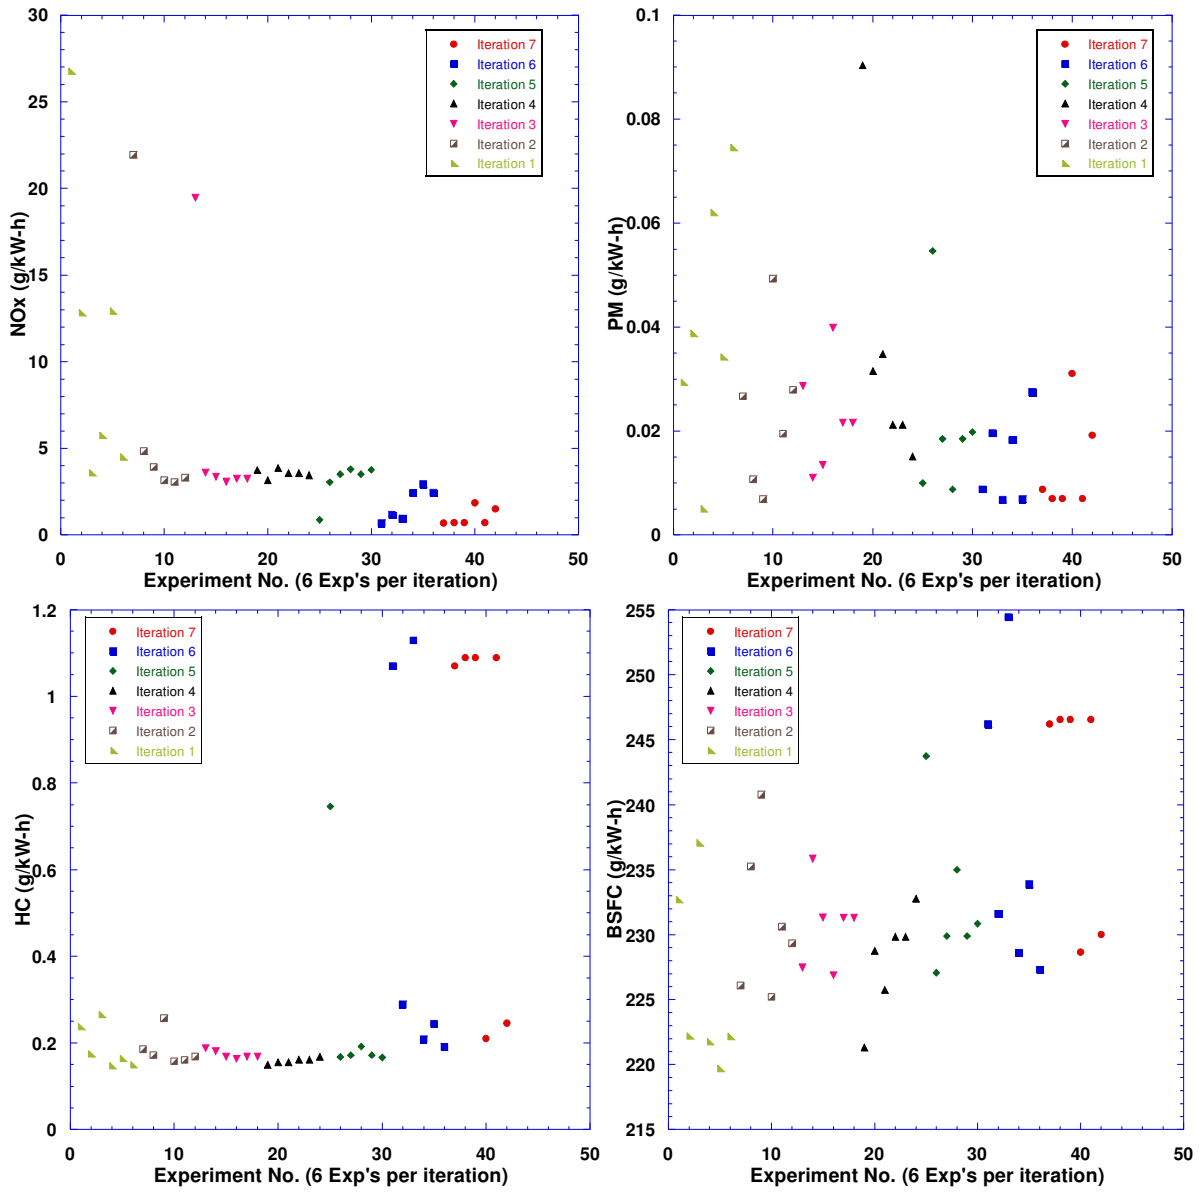 30
25
20
15
10
5
0
NOx (g/kW-h)
Iteration 7
Iteration 6
Iteration 5
Iteration 4
Iteration 3
Iteration 2
Iteration 1
0 10 20 30 40 50
Experiment No. (6 Exp's per iteration)
0.1
0.08
0.06
0.04
0.02
0
PM (g/kW-h)
Iteration 7
Iteration 6
Iteration 5
Iteration 4
Iteration 3
Iteration 2
Iteration 1
0 10 20 30 40 50
Experiment No. (6 Exp's per iteration)
1.2
1
0.8
0.6
0.4
0.2
0
HC (g/kW-h)
Iteration 7
Iteration 6
Iteration 5
Iteration 4
Iteration 3
Iteration 2
Iteration 1
0 10 20 30 40 50
Experiment No. (6 Exp's per iteration)
255
250
245
240
235
230
225
220
215
BSFC (g/kW-h)
Iteration 7
Iteration 6
Iteration 5
Iteration 4
Iteration 3
Iteration 2
Iteration 1
0 10 20 30 40 50
Experiment No. (6 Exp's per iteration)